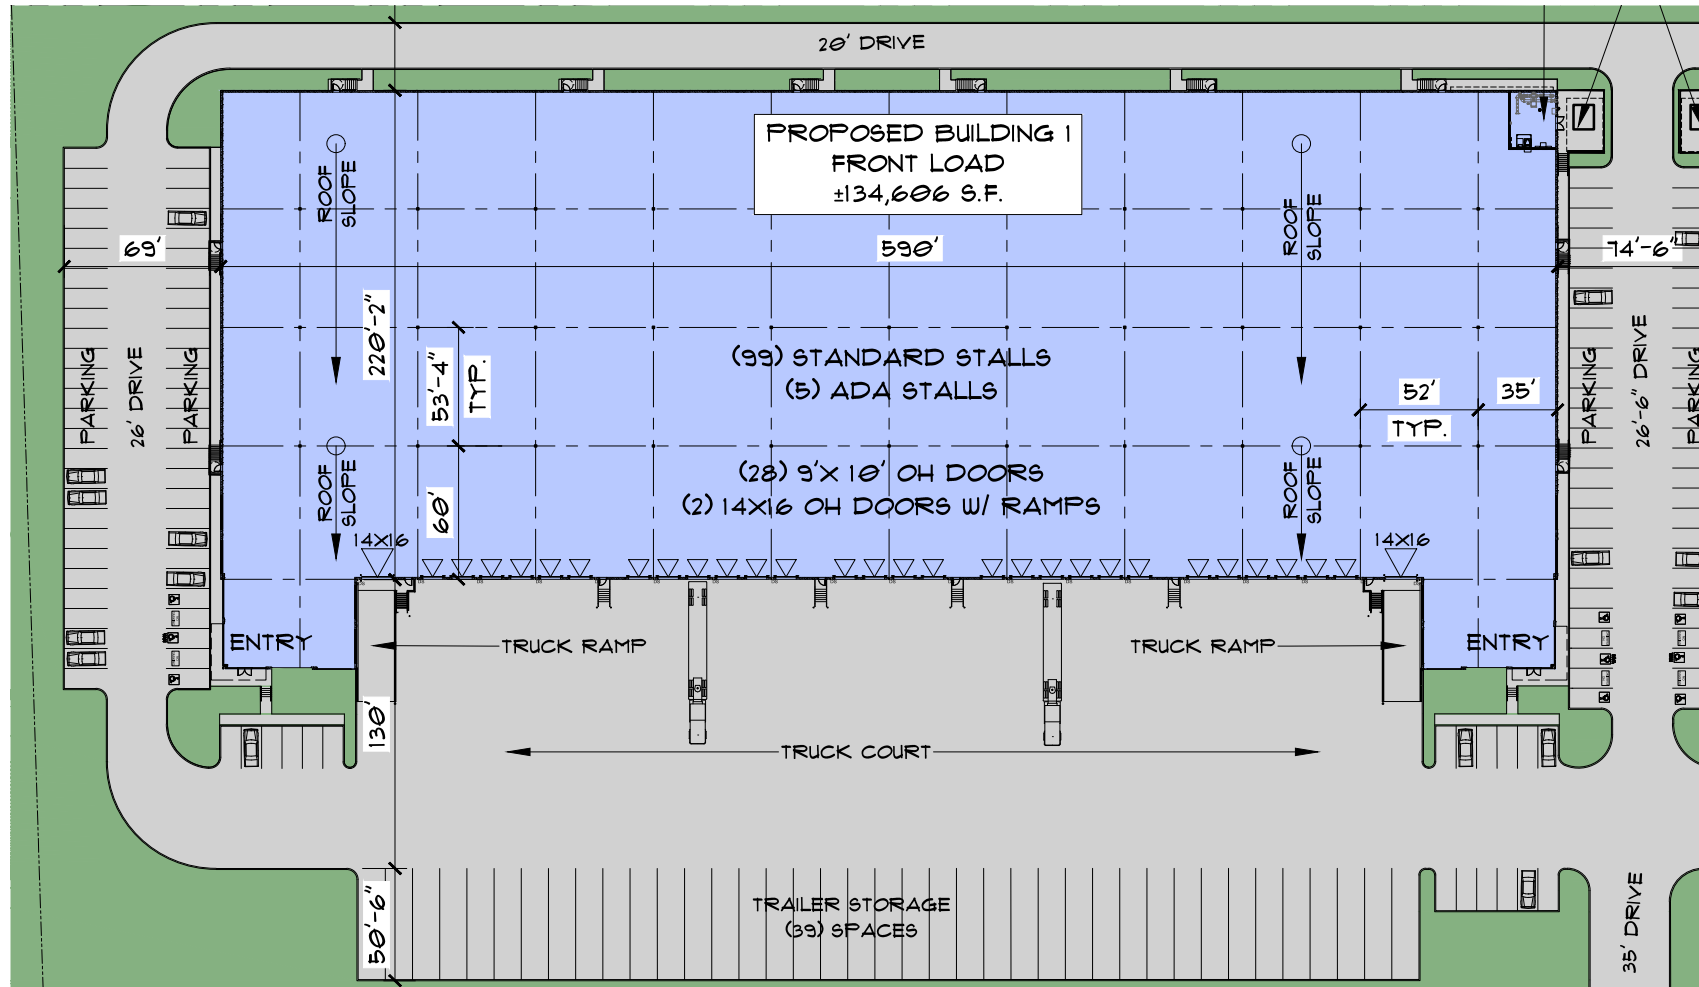 20' DRIVE
PROPOSED BUILDING 1
FRONT LOAD
±134,606 S.F.
ROOF
SLOPE
ROOF
SLOPE
69'
590'
74'-6"
220'-2"
53'-4"
TYP.
(99) STANDARD STALLS
(5) ADA STALLS
52'
TYP.
35'
PARKING
26' DRIVE
PARKING
PARKING
26'-6" DRIVE
PARKING
60'
(28) 9'X 10' OH DOORS
(2) 14X16 OH DOORS W/ RAMPS
ROOF
SLOPE
ROOF
SLOPE
14X16
14X16
ENTRY
TRUCK RAMP
TRUCK RAMP
ENTRY
130'
TRUCK COURT
50'-6"
TRAILER STORAGE
(39) SPACES
35' DRIVE